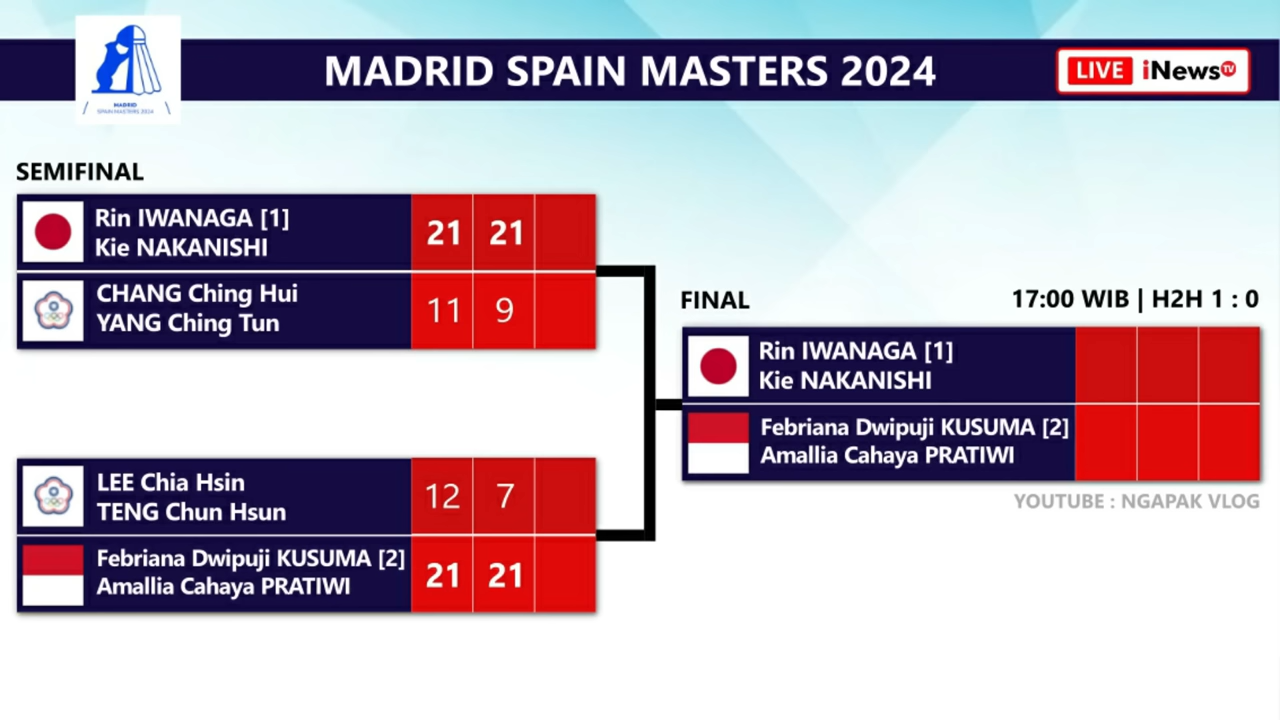 MADRID SPAIN MASTERS 2024
MADRID
SPAIN MASTERS 2024
LIVE iNews TV
SEMIFINAL
Rin IWANAGA [1]
Kie NAKANISHI
21 21
CHANG Ching Hui
YANG Ching Tun
11 9
LEE Chia Hsin
TENG Chun Hsun
12 7
Febriana Dwipuji KUSUMA [2]
Amallia Cahaya PRATIWI
21 21
FINAL
17:00 WIB | H2H 1 : 0
Rin IWANAGA [1]
Kie NAKANISHI
Febriana Dwipuji KUSUMA [2]
Amallia Cahaya PRATIWI
YOUTUBE : NGAPAK VLOG